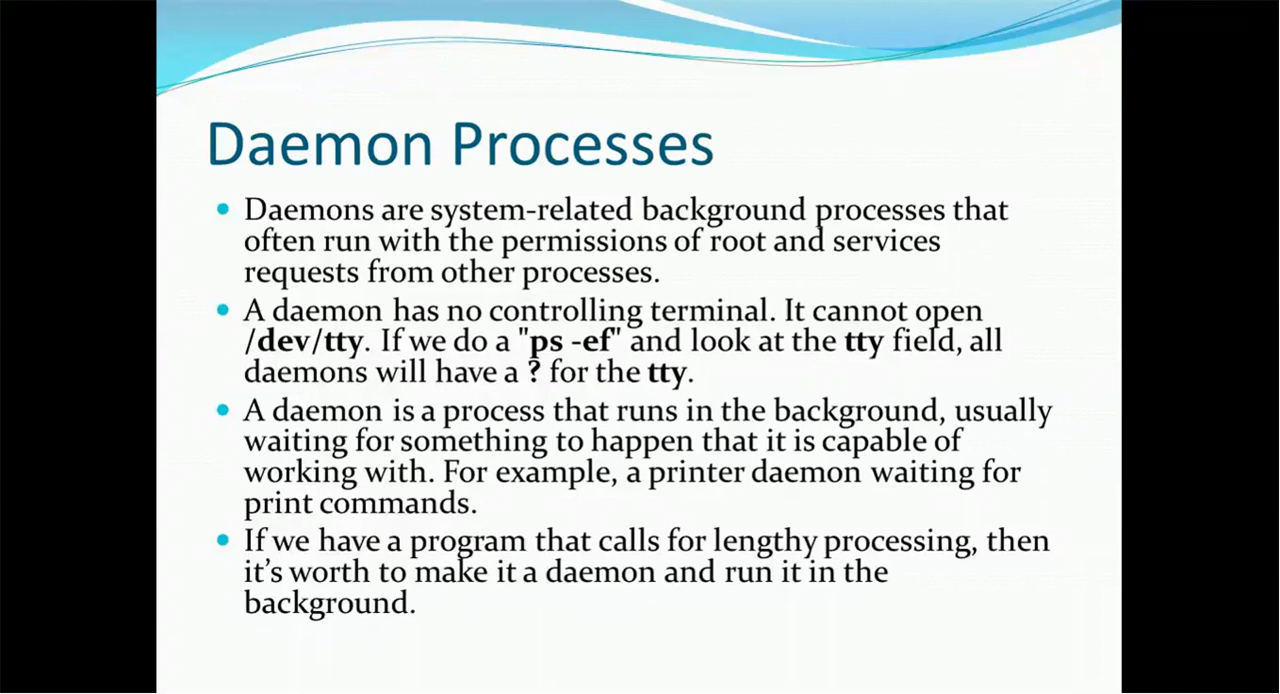 Daemon Processes
Daemons are system-related background processes that
often run with the permissions of root and services
requests from other processes.
A daemon has no controlling terminal. It cannot open
/dev/tty. If we do a "ps -ef" and look at the tty field, all
daemons will have a ? for the tty.
A daemon is a process that runs in the background, usually
waiting for something to happen that it is capable of
working with. For example, a printer daemon waiting for
print commands.
If we have a program that calls for lengthy processing, then
it’s worth to make it a daemon and run it in the
background.